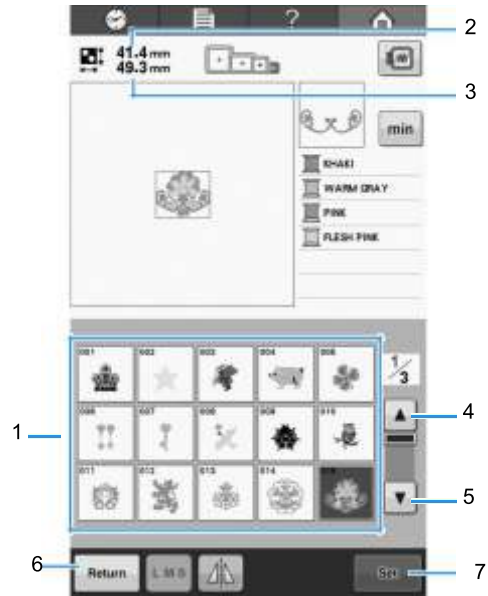 ?
2
41.4 mm
49.3 mm
3
min
KHAKI
WARM GRAY
PINK
FLESH PINK
001 002 003 004 005
1/3
4
1
006 007 008 009 010
011 012 013 014
5
6
Return
L M S
Set
7